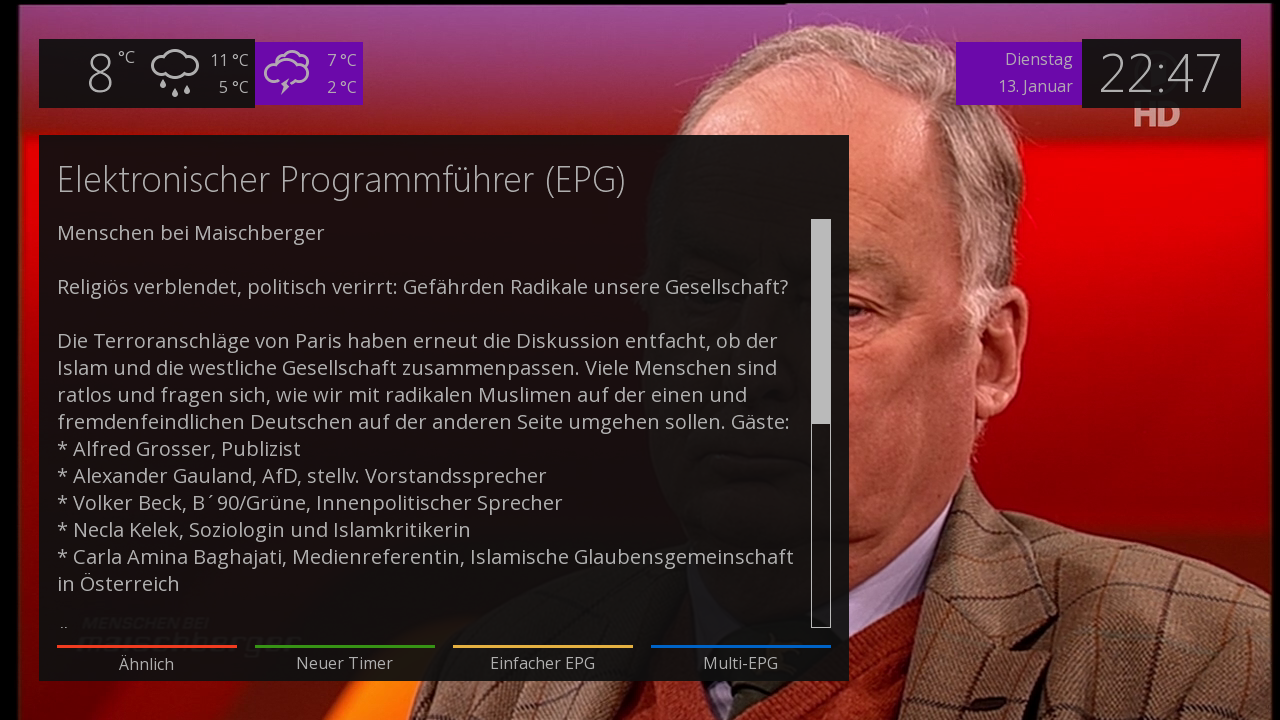 8 °C
11 °C
5 °C
7 °C
2 °C
Dienstag
13. Januar
22:47
HD
Elektronischer Programmführer (EPG)
Menschen bei Maischberger
Religiös verblendet, politisch verirrt: Gefährden Radikale unsere Gesellschaft?
Die Terroranschläge von Paris haben erneut die Diskussion entfacht, ob der
Islam und die westliche Gesellschaft zusammenpassen. Viele Menschen sind
ratlos und fragen sich, wie wir mit radikalen Muslimen auf der einen und
fremdenfeindlichen Deutschen auf der anderen Seite umgehen sollen. Gäste:
* Alfred Grosser, Publizist
* Alexander Gauland, AfD, stellv. Vorstandssprecher
* Volker Beck, B´90/Grüne, Innenpolitischer Sprecher
* Necla Kelek, Soziologin und Islamkritikerin
* Carla Amina Baghajati, Medienreferentin, Islamische Glaubensgemeinschaft
in Österreich
MENSCHEN BEI
maischberger
Ähnlich
Neuer Timer
Einfacher EPG
Multi-EPG